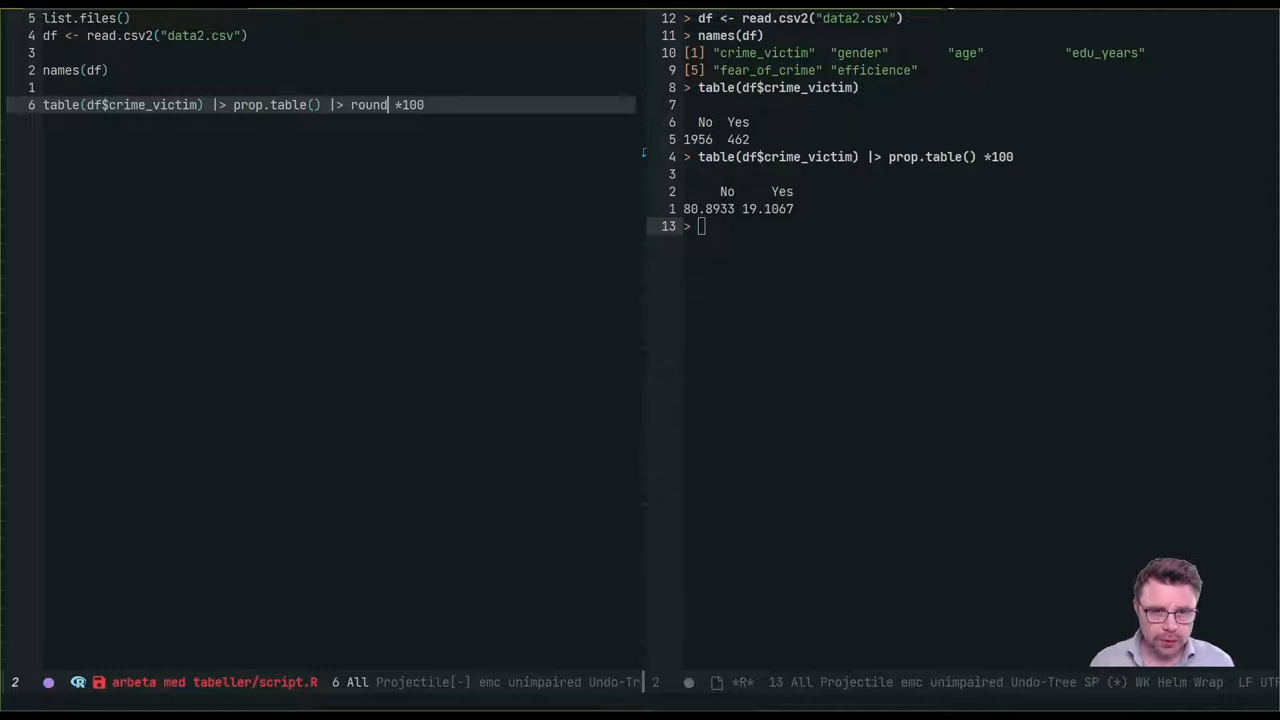 5 list.files()
4 df <- read.csv2("data2.csv")
3
2 names(df)
1
6 table(df$crime_victim) |> prop.table() |> round *100
2 arbeta med tabeller/script.R 6 All Projectile[-] emc unimpaired Undo-Tr
12 > df <- read.csv2("data2.csv")
11 > names(df)
10 [1] "crime_victim" "gender" "age" "edu_years"
9 [5] "fear_of_crime" "efficience"
8 > table(df$crime_victim)
7
6 No Yes
5 1956 462
4 > table(df$crime_victim) |> prop.table() *100
3
2 No Yes
1 80.8933 19.1067
13 >
2 *R* 13 All Projectile emc unimpaired Undo-Tree SP (*) WK Helm Wrap LF UTF